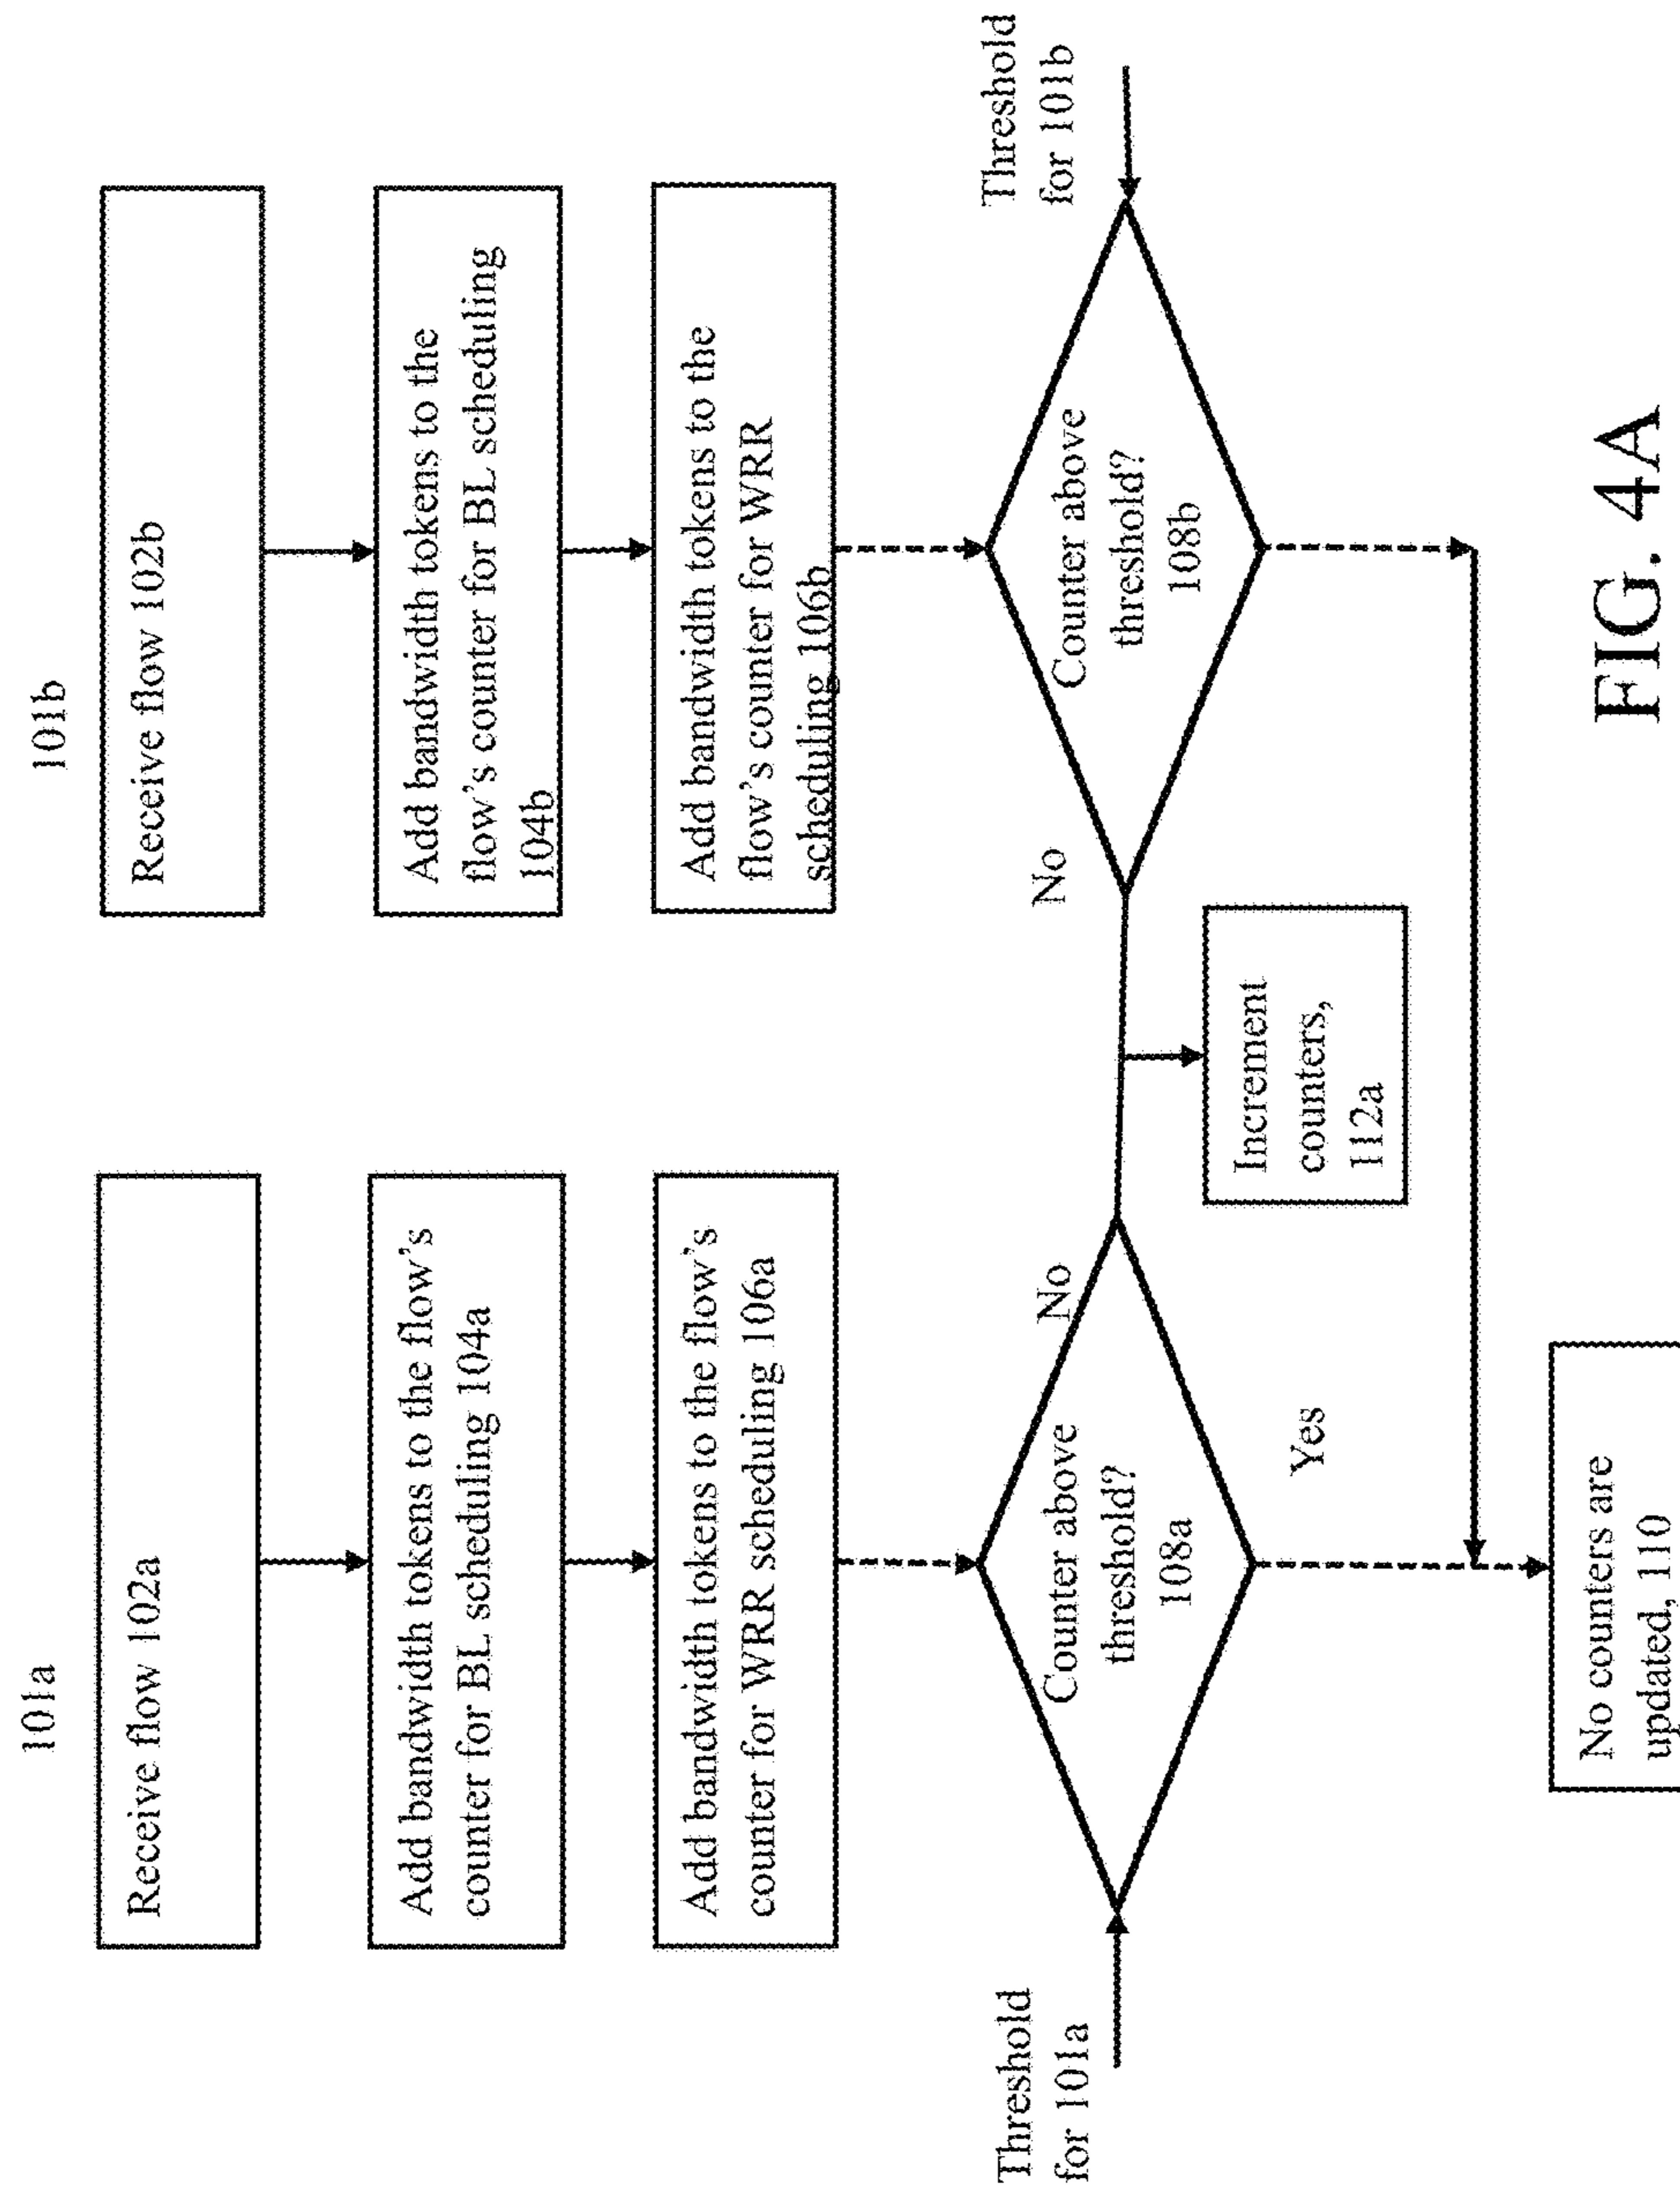 101a
101b
Receive flow 102a
Receive flow 102b
Add bandwidth tokens to the flow's
counter for BL scheduling 104a
Add bandwidth tokens to the
flow's counter for BL scheduling
104b
Add bandwidth tokens to the flow's
counter for WRR scheduling 106a
Add bandwidth tokens to the
flow's counter for WRR
scheduling 106b
Threshold
for 101a
Counter above
threshold?
108a
No
No
Counter above
threshold?
108b
Threshold
for 101b
Increment
counters,
112a
Yes
No counters are
updated, 110
FIG. 4A